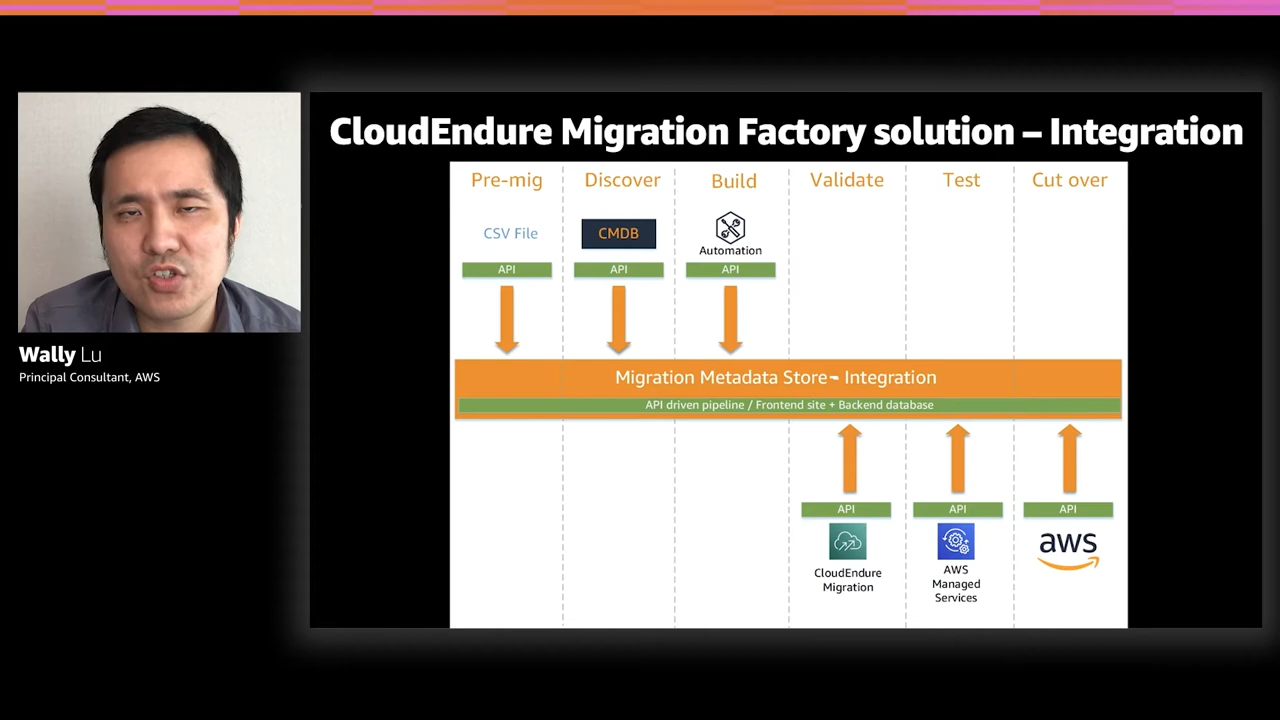 CloudEndure Migration Factory solution – Integration
Pre-mig
Discover
Build
Validate
Test
Cut over
CSV File
CMDB
Automation
API
API
API
Migration Metadata Store - Integration
API driven pipeline / Frontend site + Backend database
API
API
API
CloudEndure
Migration
AWS
Managed
Services
aws
Wally Lu
Principal Consultant, AWS